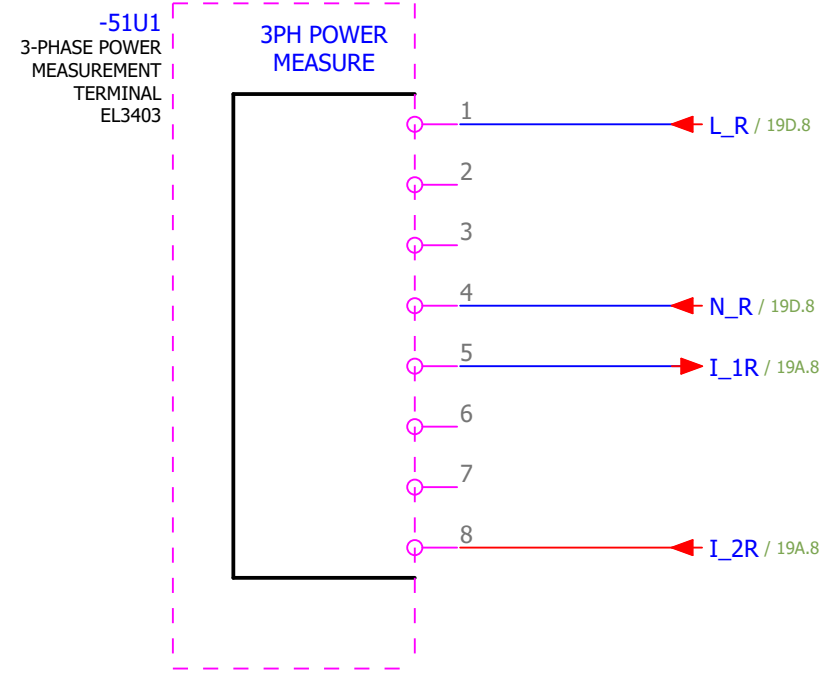 -51U1
3-PHASE POWER
MEASUREMENT
TERMINAL
EL3403
3PH POWER
MEASURE
1
L_R / 19D.8
2
3
4
N_R / 19D.8
5
I_1R / 19A.8
6
7
8
I_2R / 19A.8